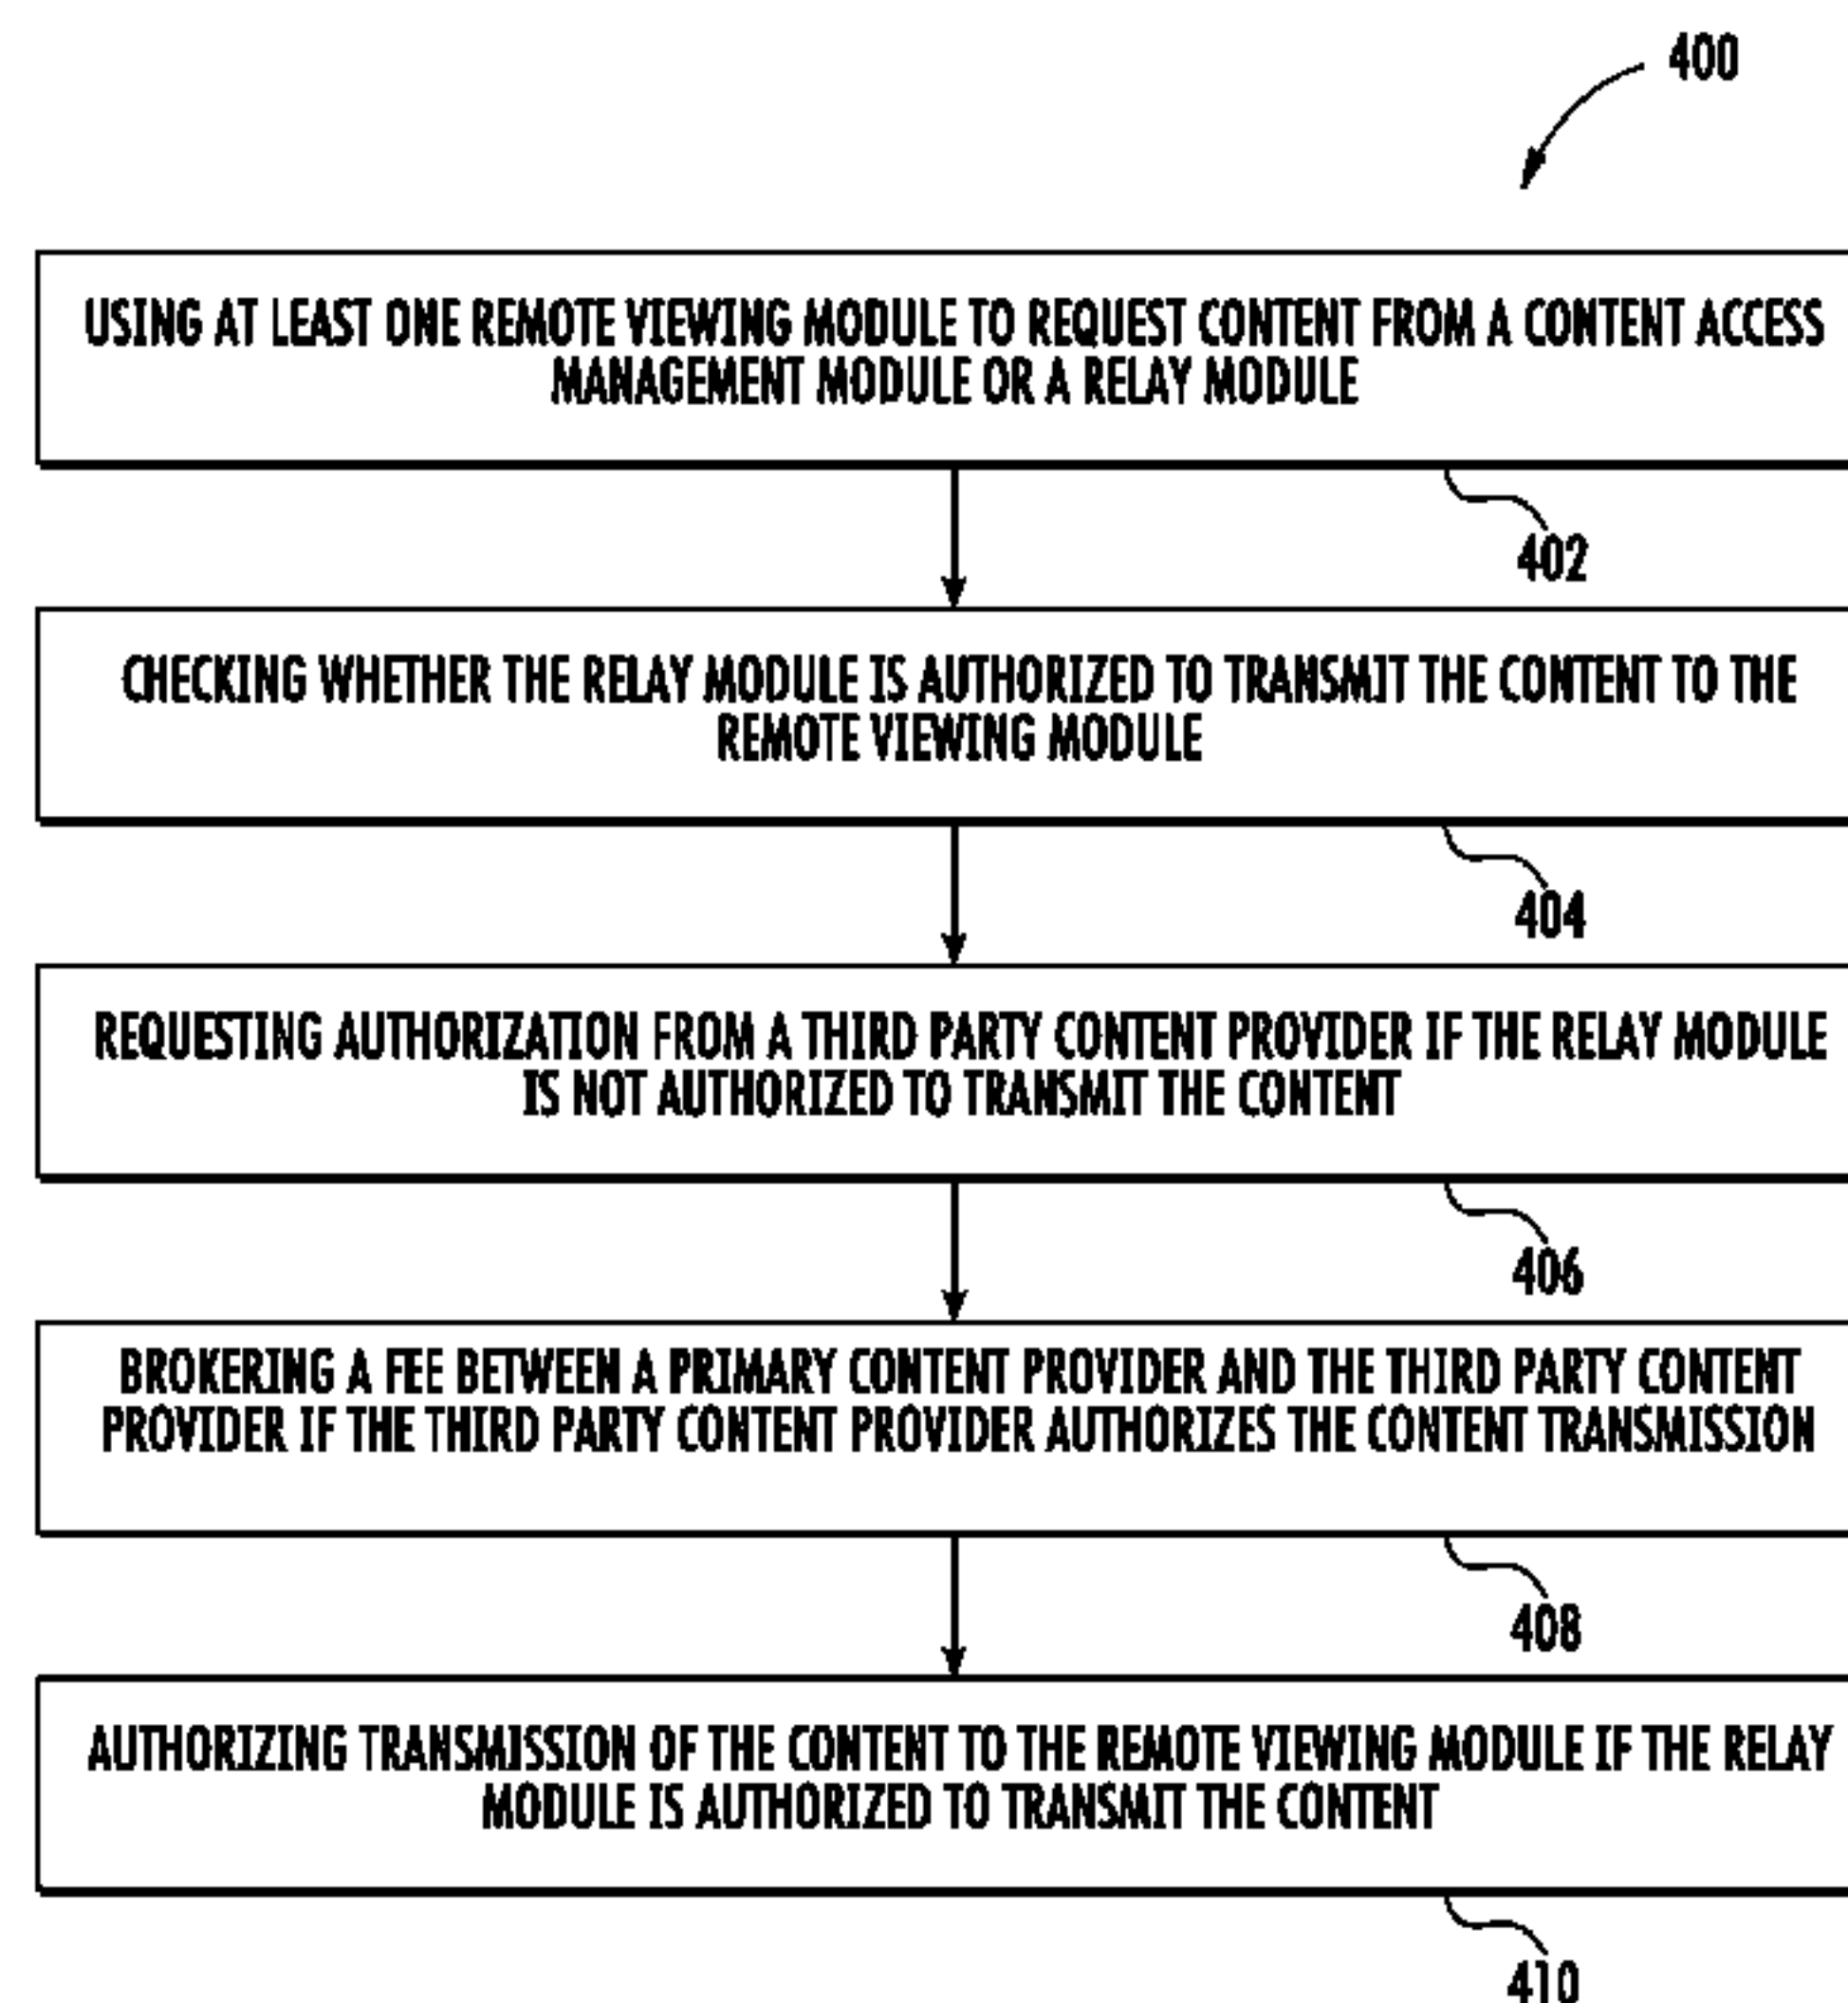 400
USING AT LEAST ONE REMOTE VIEWING MODULE TO REQUEST CONTENT FROM A CONTENT ACCESS
MANAGEMENT MODULE OR A RELAY MODULE
402
CHECKING WHETHER THE RELAY MODULE IS AUTHORIZED TO TRANSMIT THE CONTENT TO THE
REMOTE VIEWING MODULE
404
REQUESTING AUTHORIZATION FROM A THIRD PARTY CONTENT PROVIDER IF THE RELAY MODULE
IS NOT AUTHORIZED TO TRANSMIT THE CONTENT
406
BROKERING A FEE BETWEEN A PRIMARY CONTENT PROVIDER AND THE THIRD PARTY CONTENT
PROVIDER IF THE THIRD PARTY CONTENT PROVIDER AUTHORIZES THE CONTENT TRANSMISSION
408
AUTHORIZING TRANSMISSION OF THE CONTENT TO THE REMOTE VIEWING MODULE IF THE RELAY
MODULE IS AUTHORIZED TO TRANSMIT THE CONTENT
410